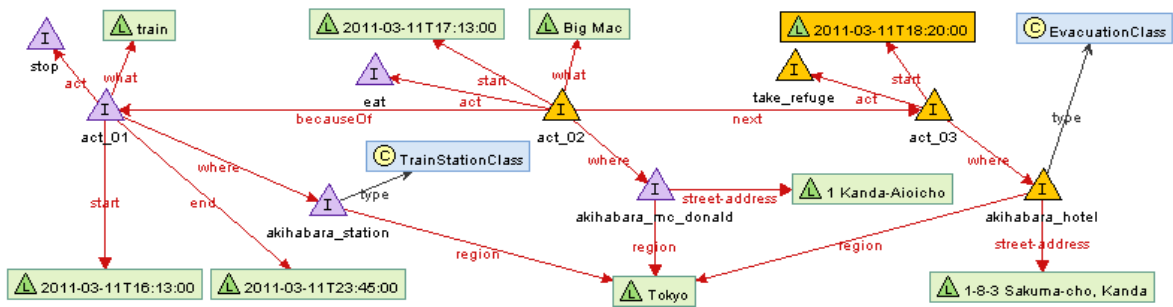 I
stop
L train
L 2011-03-11T17:13:00
L Big Mac
L 2011-03-11T18:20:00
C EvacuationClass
act
what
I
eat
start
what
I
take_refuge
start
type
I
act_01
becauseOf
act
I
act_02
next
act
I
act_03
where
C TrainStationClass
type
where
where
start
end
I
akihabara_station
I
akihabara_mc_donald
street-address
L 1 Kanda-Aioicho
I
akihabara_hotel
region
region
region
street-address
L 2011-03-11T16:13:00
L 2011-03-11T23:45:00
L Tokyo
L 1-8-3 Sakuma-cho, Kanda